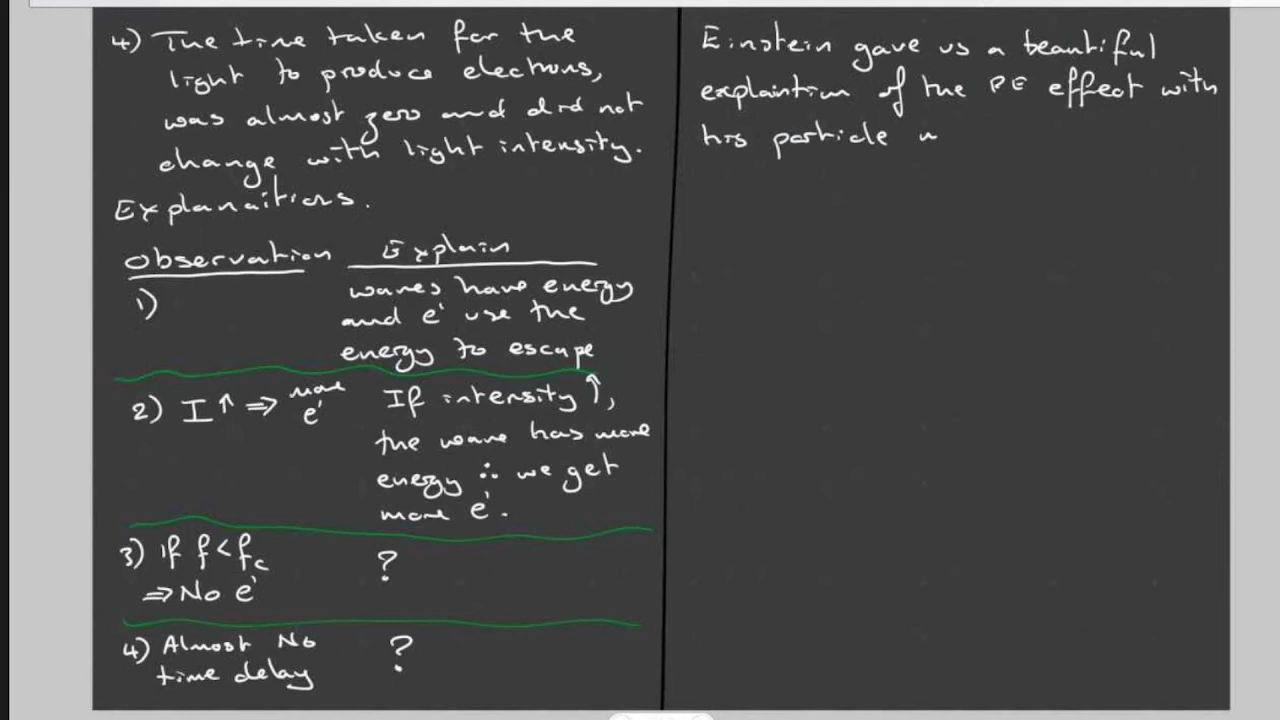 4) The time taken for the
light to produce electrons,
was almost zero and did not
change with light intensity.
Explanaitions.
Observation Explain
1) waves have energy
and e⁻ use the
energy to escape
2) I↑ ⇒ more e⁻
If intensity ↑,
the wave has more
energy ∴ we get
more e⁻.
3) If f < fc ?
⇒ No e⁻
4) Almost No ?
time delay
Einstein gave us a beautiful
explaintion of the PE effect with
his particle